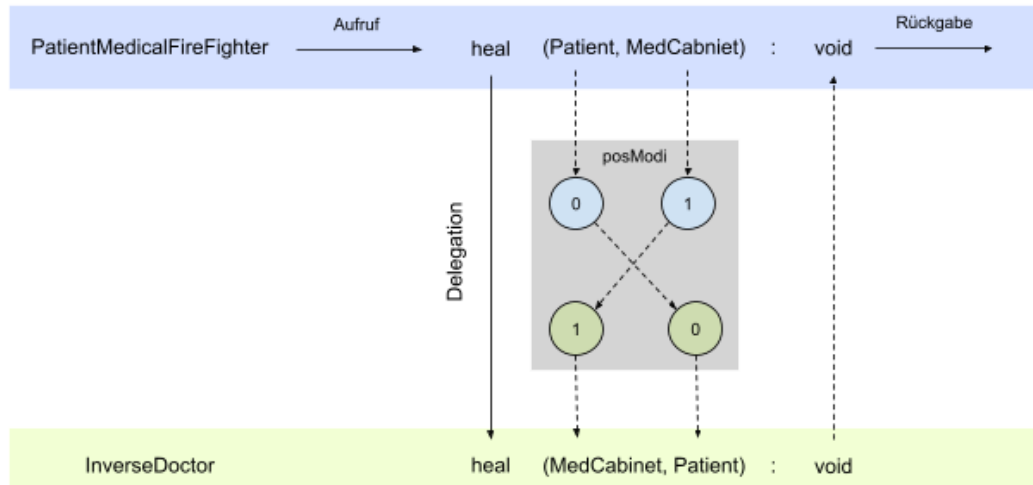 Aufruf
Rückgabe
PatientMedicalFireFighter heal (Patient, MedCabniet) : void
posModi
0 1
Delegation
1 0
InverseDoctor heal (MedCabinet, Patient) : void